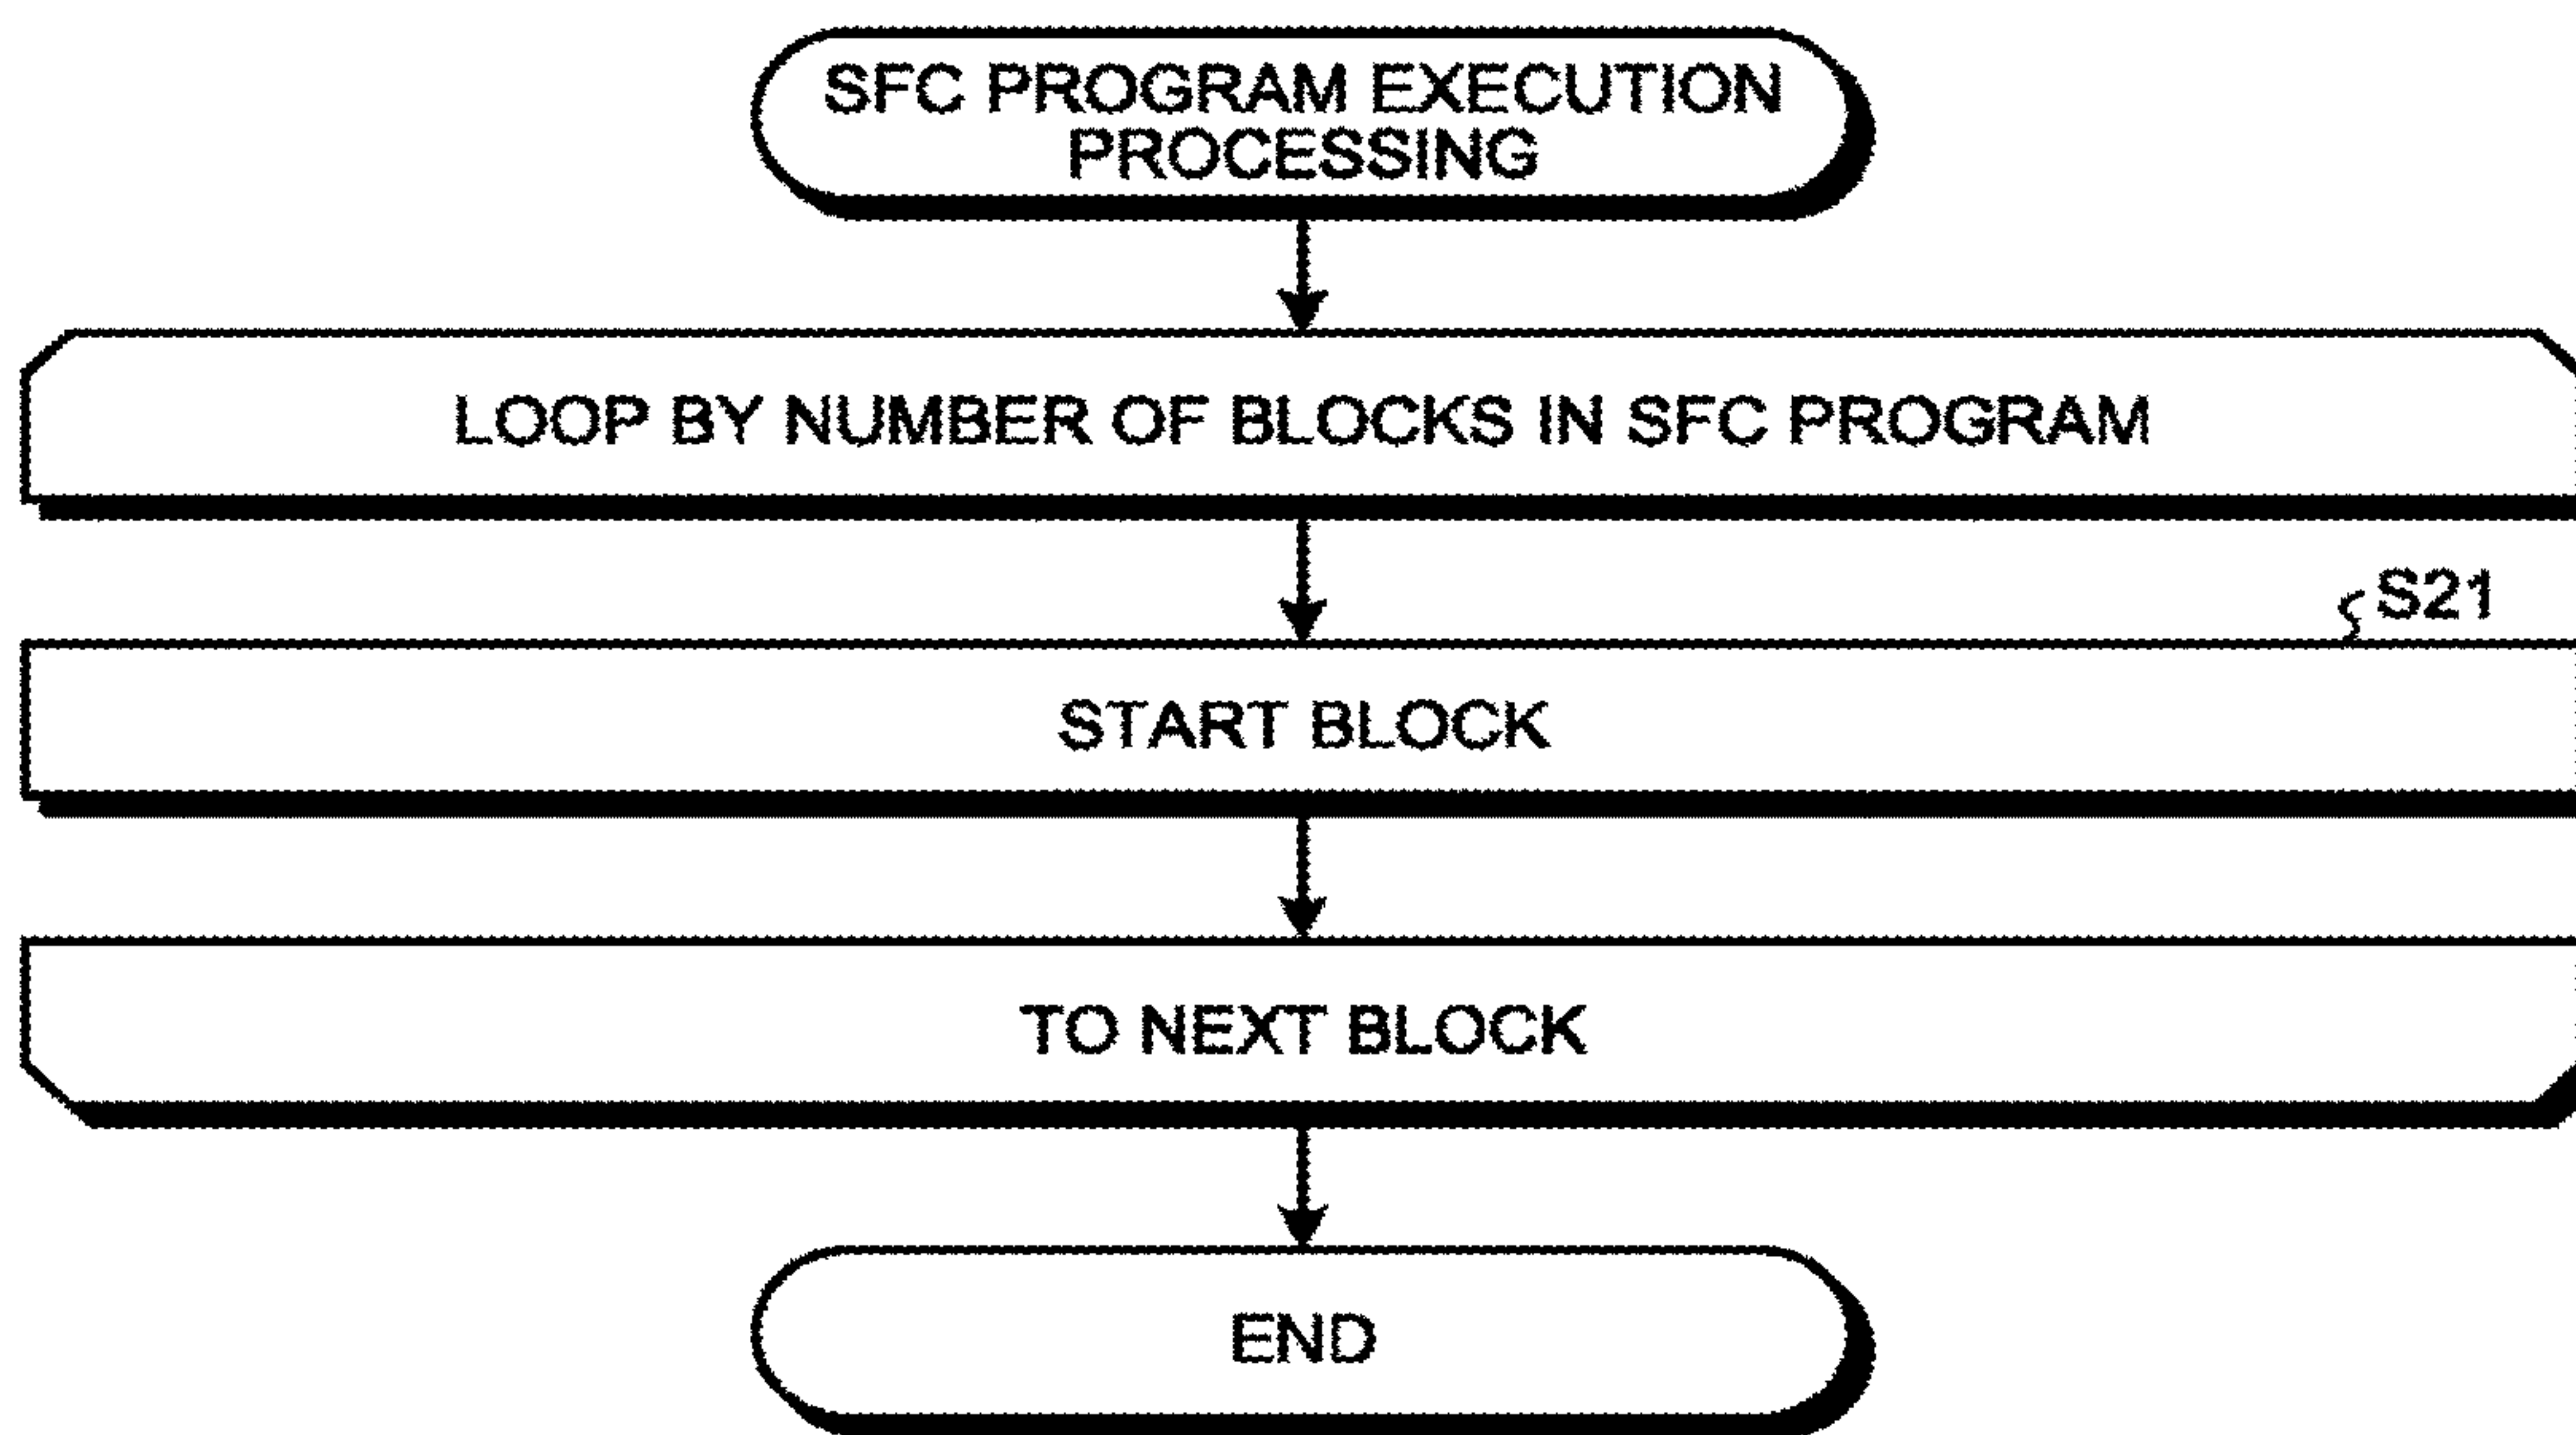 SFC PROGRAM EXECUTION
PROCESSING
LOOP BY NUMBER OF BLOCKS IN SFC PROGRAM
S21
START BLOCK
TO NEXT BLOCK
END